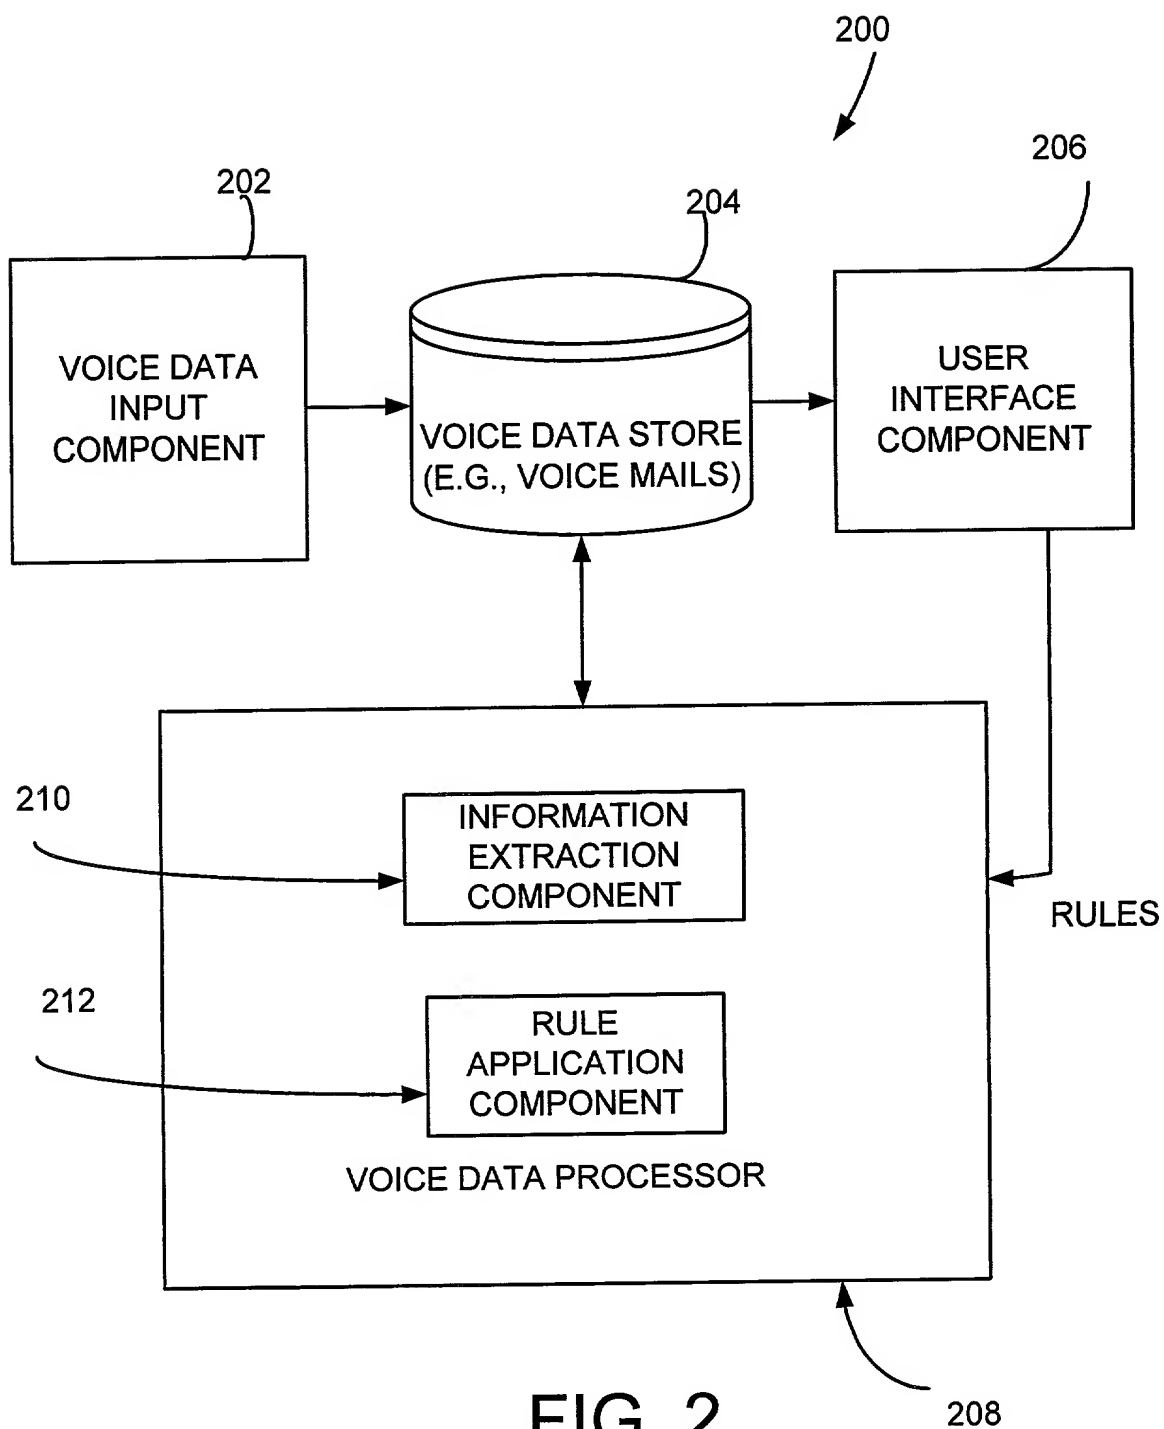 200
206
202
204
VOICE DATA
INPUT
COMPONENT
VOICE DATA STORE
(E.G., VOICE MAILS)
USER
INTERFACE
COMPONENT
210
INFORMATION
EXTRACTION
COMPONENT
RULES
212
RULE
APPLICATION
COMPONENT
VOICE DATA PROCESSOR
208
FIG. 2